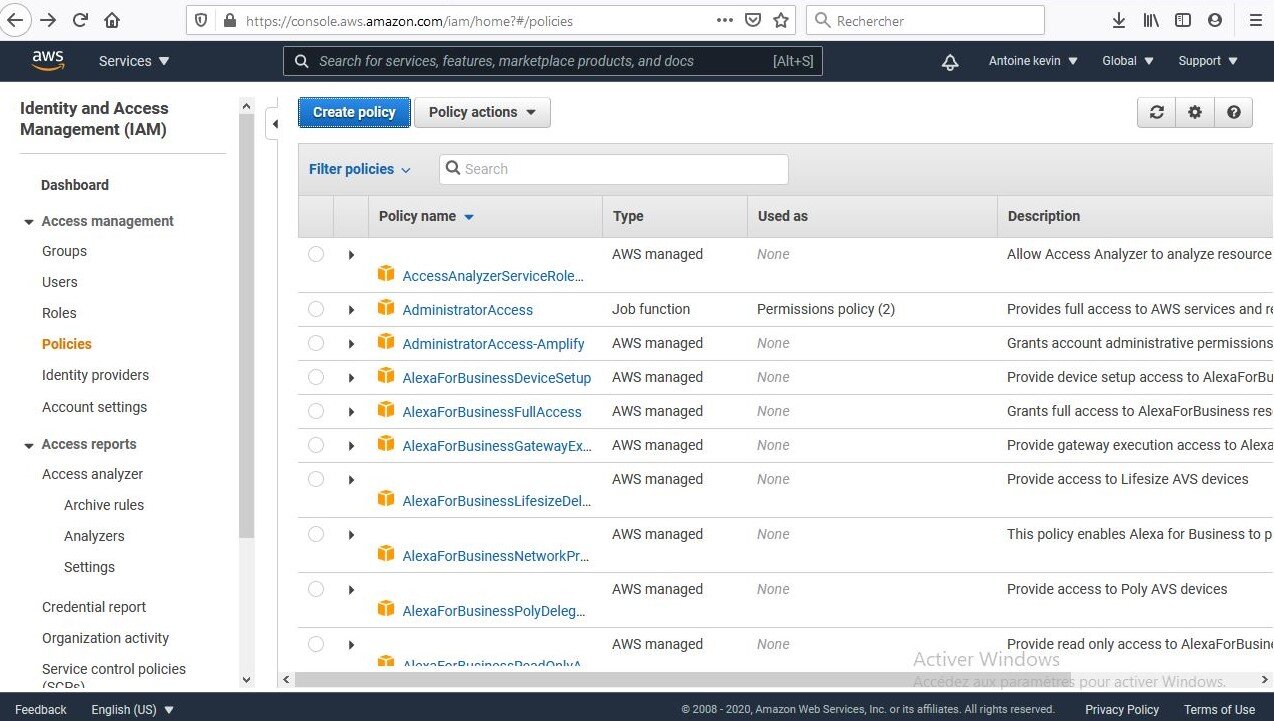 https://console.aws.amazon.com/iam/home?#/policies
Rechercher
aws
Services
Search for services, features, marketplace products, and docs [Alt+S]
Antoine kevin
Global
Support
Identity and Access
Management (IAM)
Dashboard
Access management
Groups
Users
Roles
Policies
Identity providers
Account settings
Access reports
Access analyzer
Archive rules
Analyzers
Settings
Credential report
Organization activity
Service control policies
(SCPs)
Create policy
Policy actions
Filter policies
Search
Policy name Type Used as Description
AWS managed None Allow Access Analyzer to analyze resource
AccessAnalyzerServiceRole…
AdministratorAccess Job function Permissions policy (2) Provides full access to AWS services and re
AdministratorAccess-Amplify AWS managed None Grants account administrative permissions
AlexaForBusinessDeviceSetup AWS managed None Provide device setup access to AlexaForBu
AlexaForBusinessFullAccess AWS managed None Grants full access to AlexaForBusiness res
AlexaForBusinessGatewayEx… AWS managed None Provide gateway execution access to Alexa
AWS managed None Provide access to Lifesize AVS devices
AlexaForBusinessLifesizeDel…
AWS managed None This policy enables Alexa for Business to p
AlexaForBusinessNetworkPr…
AWS managed None Provide access to Poly AVS devices
AlexaForBusinessPolyDeleg…
AWS managed None Provide read only access to AlexaForBusine
AlexaForBusinessReadOnlyA
Activer Windows
Accédez aux paramètres pour activer Windows.
Feedback
English (US)
© 2008 - 2020, Amazon Web Services, Inc. or its affiliates. All rights reserved.
Privacy Policy
Terms of Use